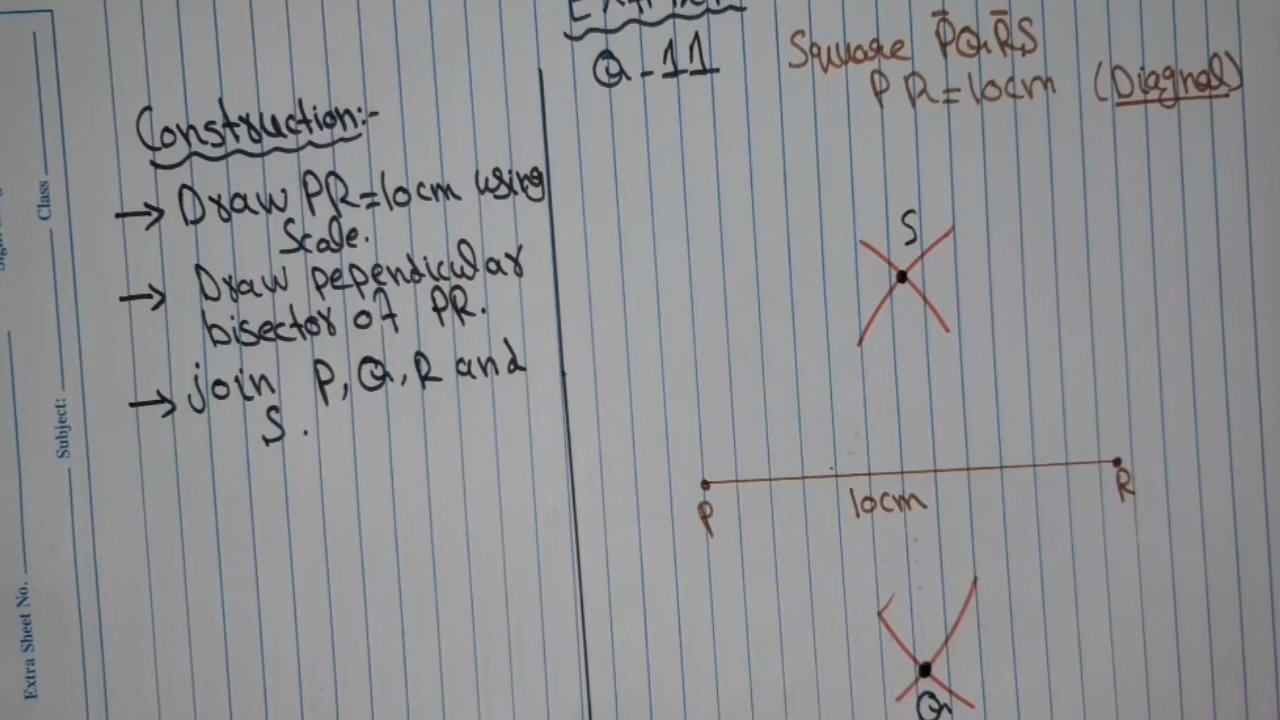 Q-11
Square PQRS
PR=10cm (Diagnal)
Construction:-
→ Draw PR=10cm using
Scale.
→ Draw pependicular
bisector of PR.
→ join P, Q, R and
S.
S
P
10cm
R
Q
Extra Sheet No.
Subject:
Class